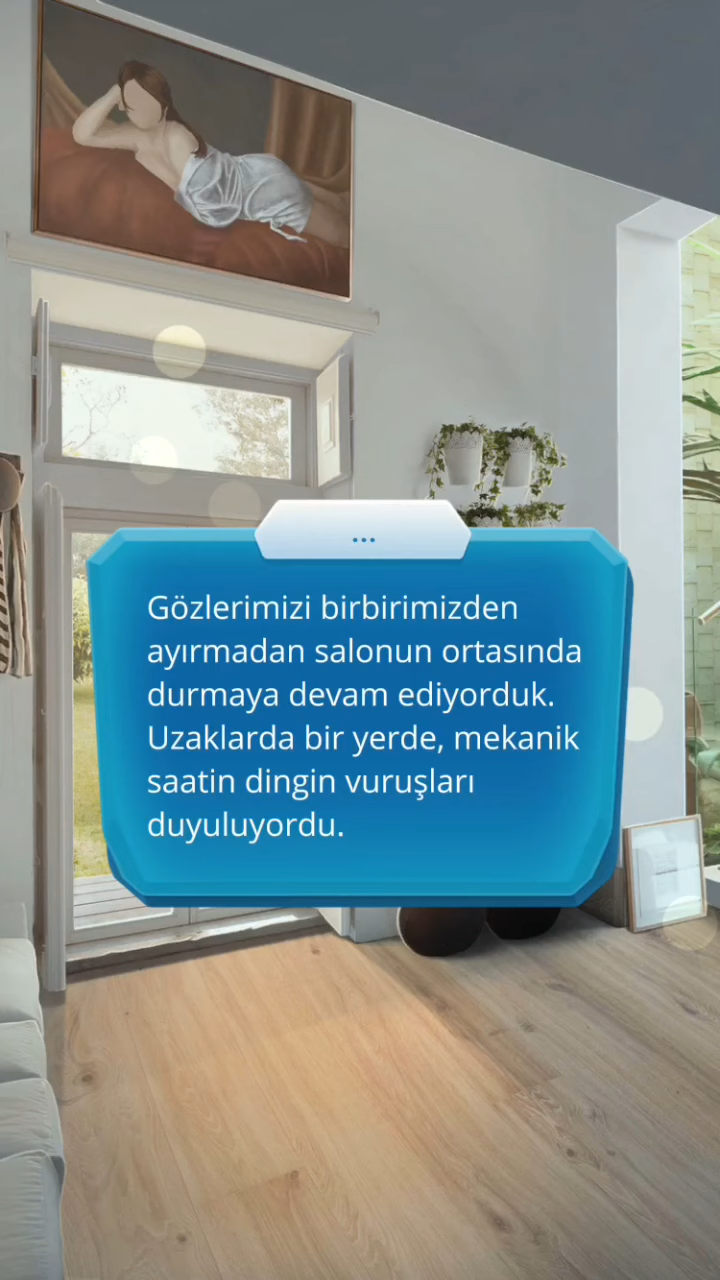 ...
Gözlerimizi birbirimizden
ayırmadan salonun ortasında
durmaya devam ediyorduk.
Uzaklarda bir yerde, mekanik
saatin dingin vuruşları
duyuluyordu.